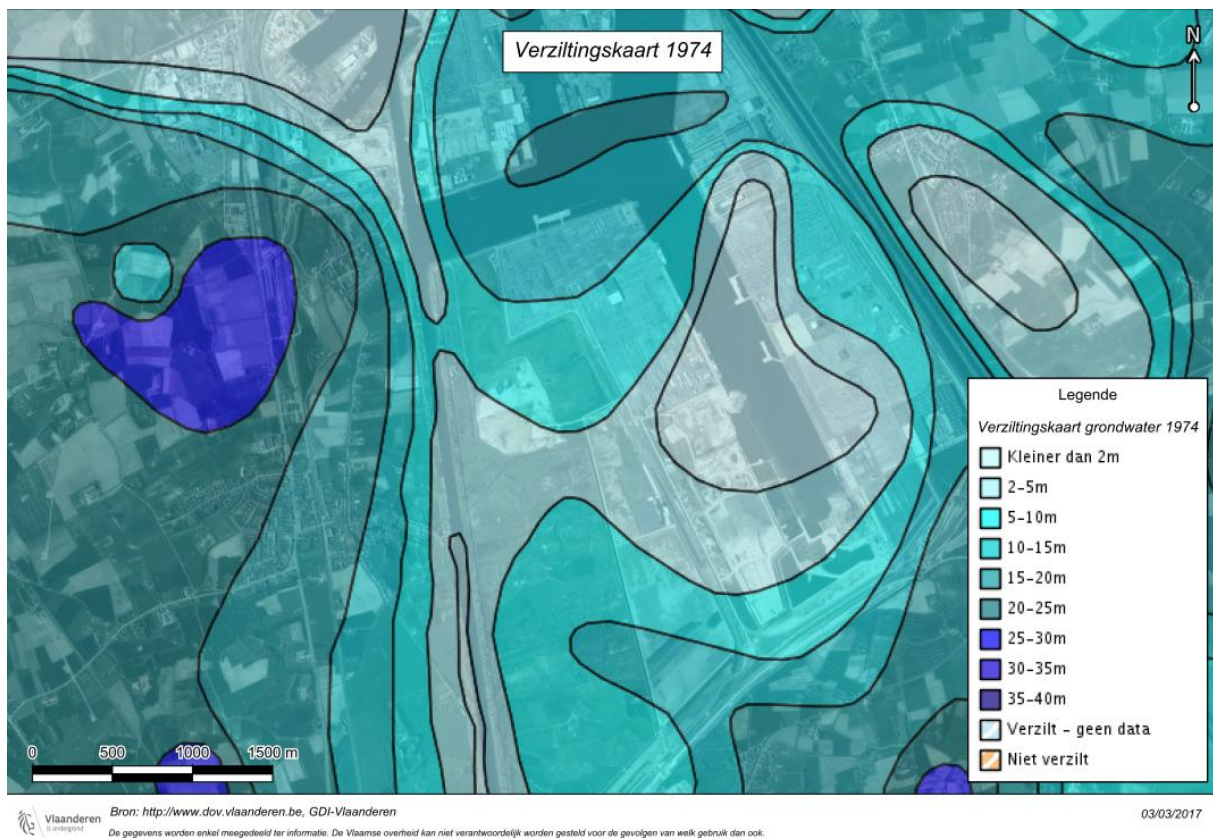 Verziltingskaart 1974
N
Legende
Verziltingskaart grondwater 1974
Kleiner dan 2m
2-5m
5-10m
10-15m
15-20m
20-25m
25-30m
30-35m
35-40m
Verzilt - geen data
Niet verzilt
0 500 1000 1500 m
Vlaanderen
is ondergrond
Bron: http://www.dov.vlaanderen.be, GDI-Vlaanderen
03/03/2017
De gegevens worden enkel meegedeeld ter informatie. De Vlaamse overheid kan niet verantwoordelijk worden gesteld voor de gevolgen van welk gebruik dan ook.